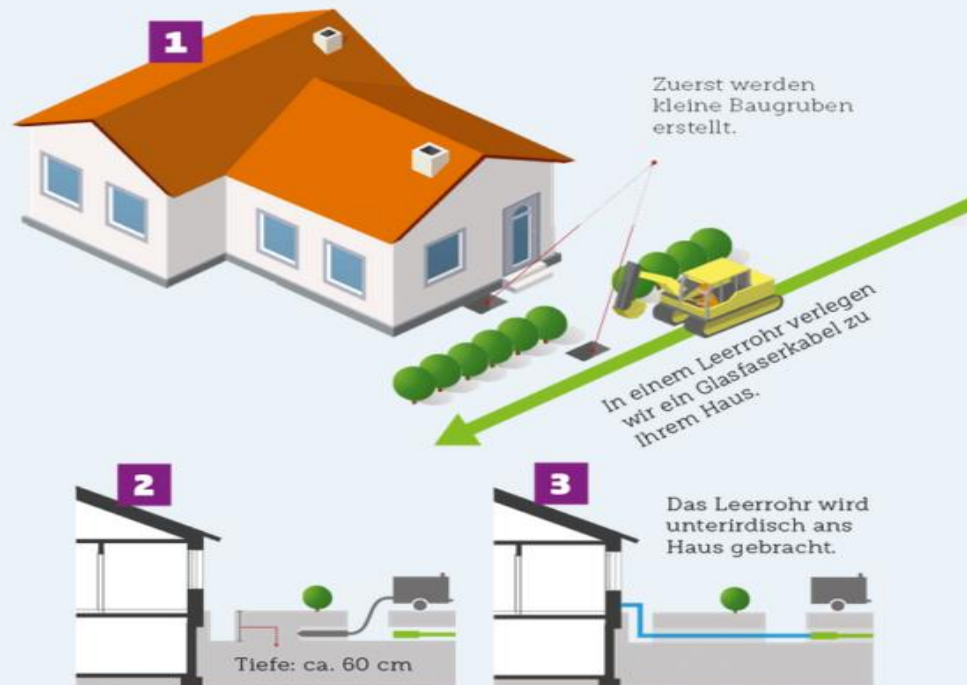 1
Zuerst werden
kleine Baugruben
erstellt.
In einem Leerrohr verlegen
wir ein Glasfaserkabel zu
Ihrem Haus.
2
Tiefe: ca. 60 cm
3
Das Leerrohr wird
unterirdisch ans
Haus gebracht.